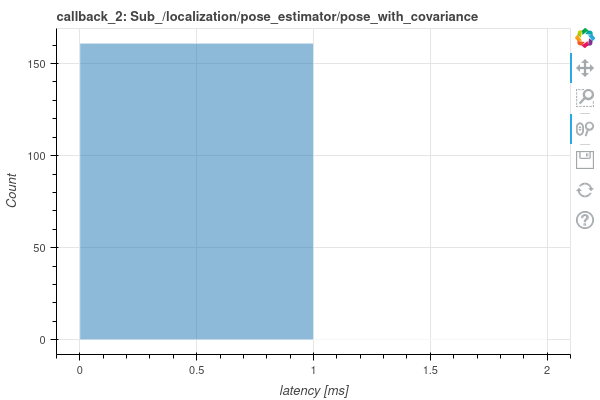 callback_2: Sub_/localization/pose_estimator/pose_with_covariance
150
100
50
0
Count
0 0.5 1 1.5 2
latency [ms]